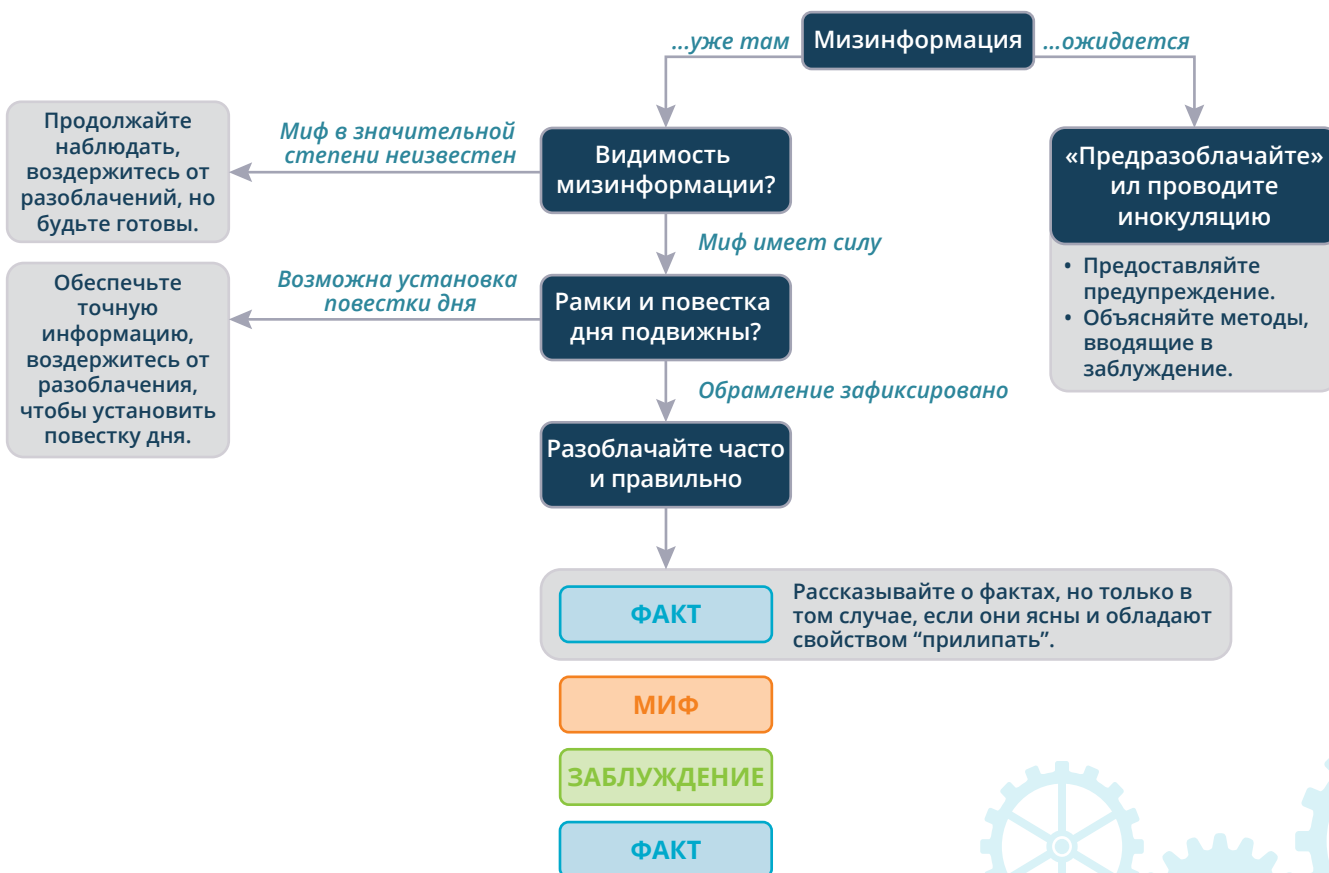 ...уже там
Мизинформация
...ожидается
Продолжайте
наблюдать,
воздержитесь от
разоблачений, но
будьте готовы.
Миф в значительной
степени неизвестен
Видимость
мизинформации?
«Предразоблачайте»
ил проводите
инокуляцию
• Предоставляйте
предупреждение.
• Объясняйте методы,
вводящие в
заблуждение.
Миф имеет силу
Обеспечьте
точную
информацию,
воздержитесь от
разоблачения,
чтобы установить
повестку дня.
Возможна установка
повестки дня
Рамки и повестка
дня подвижны?
Обрамление зафиксировано
Разоблачайте часто
и правильно
ФАКТ
Рассказывайте о фактах, но только в
том случае, если они ясны и обладают
свойством “прилипать”.
МИФ
ЗАБЛУЖДЕНИЕ
ФАКТ